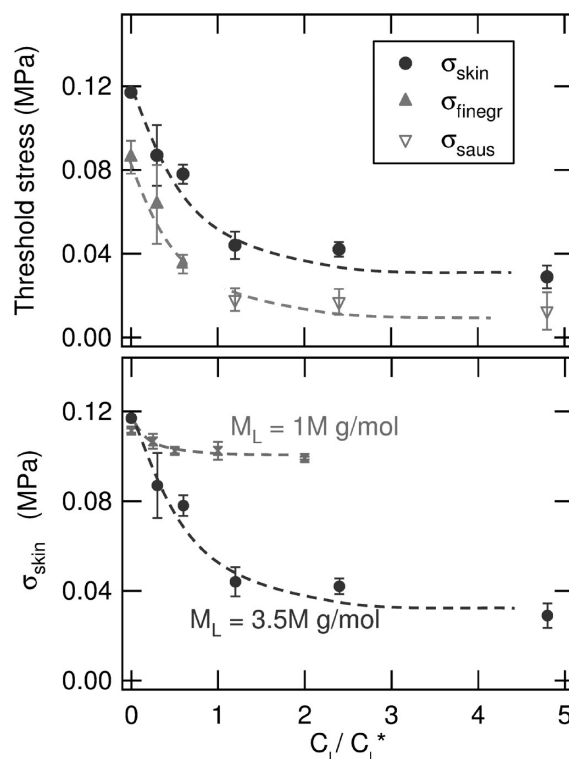 Threshold stress (MPa)
0.12
0.08
0.04
0.00
σskin
σfinegr
σsaus
σskin (MPa)
0.12
0.08
0.04
0.00
ML = 1M g/mol
ML = 3.5M g/mol
0 1 2 3 4 5
CL/ CL*